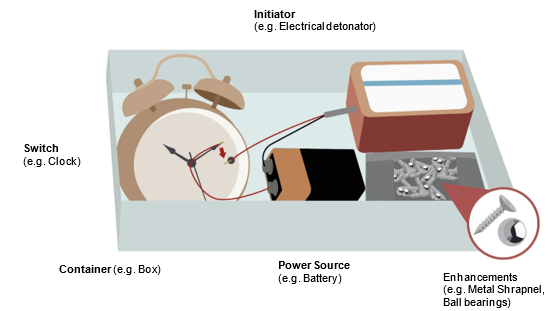 Initiator
(e.g. Electrical detonator)
Switch
(e.g. Clock)
Container (e.g. Box)
Power Source
(e.g. Battery)
Enhancements
(e.g. Metal Shrapnel,
Ball bearings)